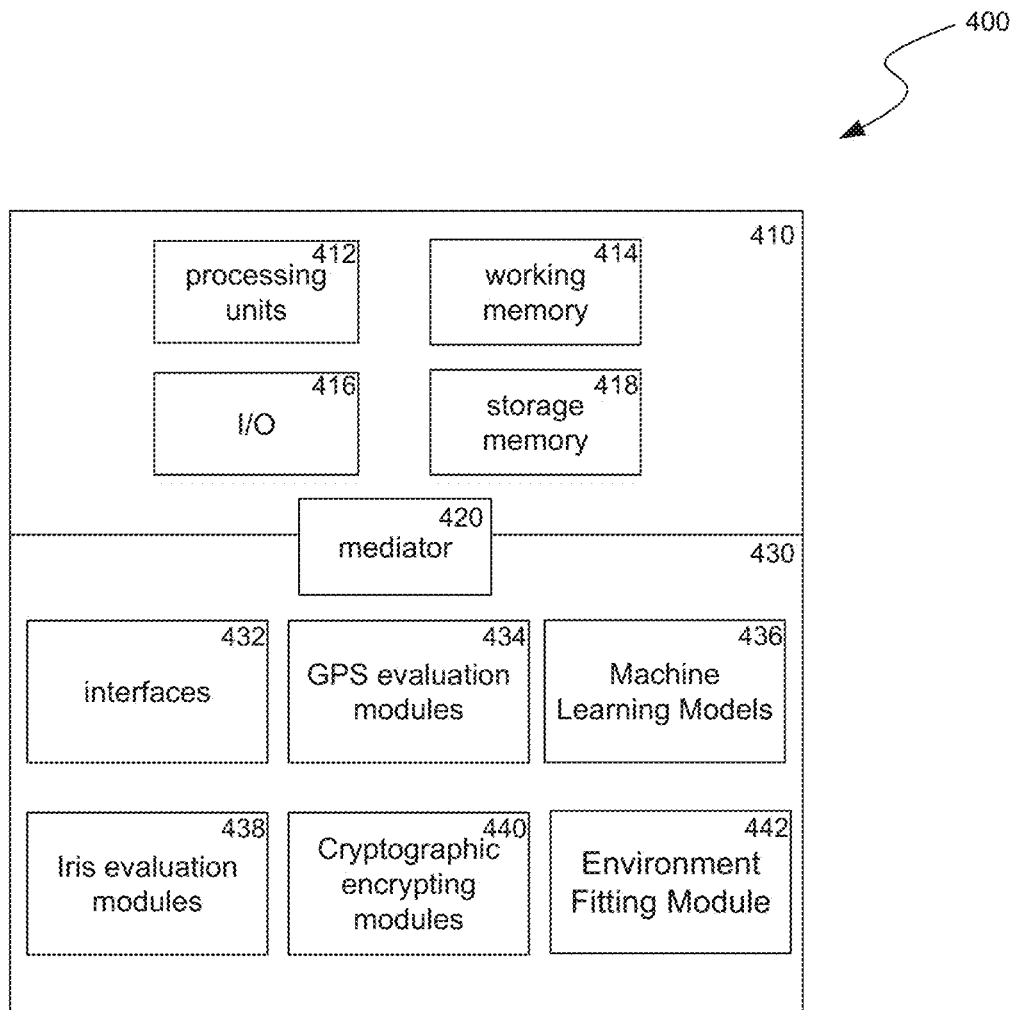 400
410
412
processing
units
414
working
memory
416
I/O
418
storage
memory
420
mediator
430
432
interfaces
434
GPS evaluation
modules
436
Machine
Learning Models
438
Iris evaluation
modules
440
Cryptographic
encrypting
modules
442
Environment
Fitting Module